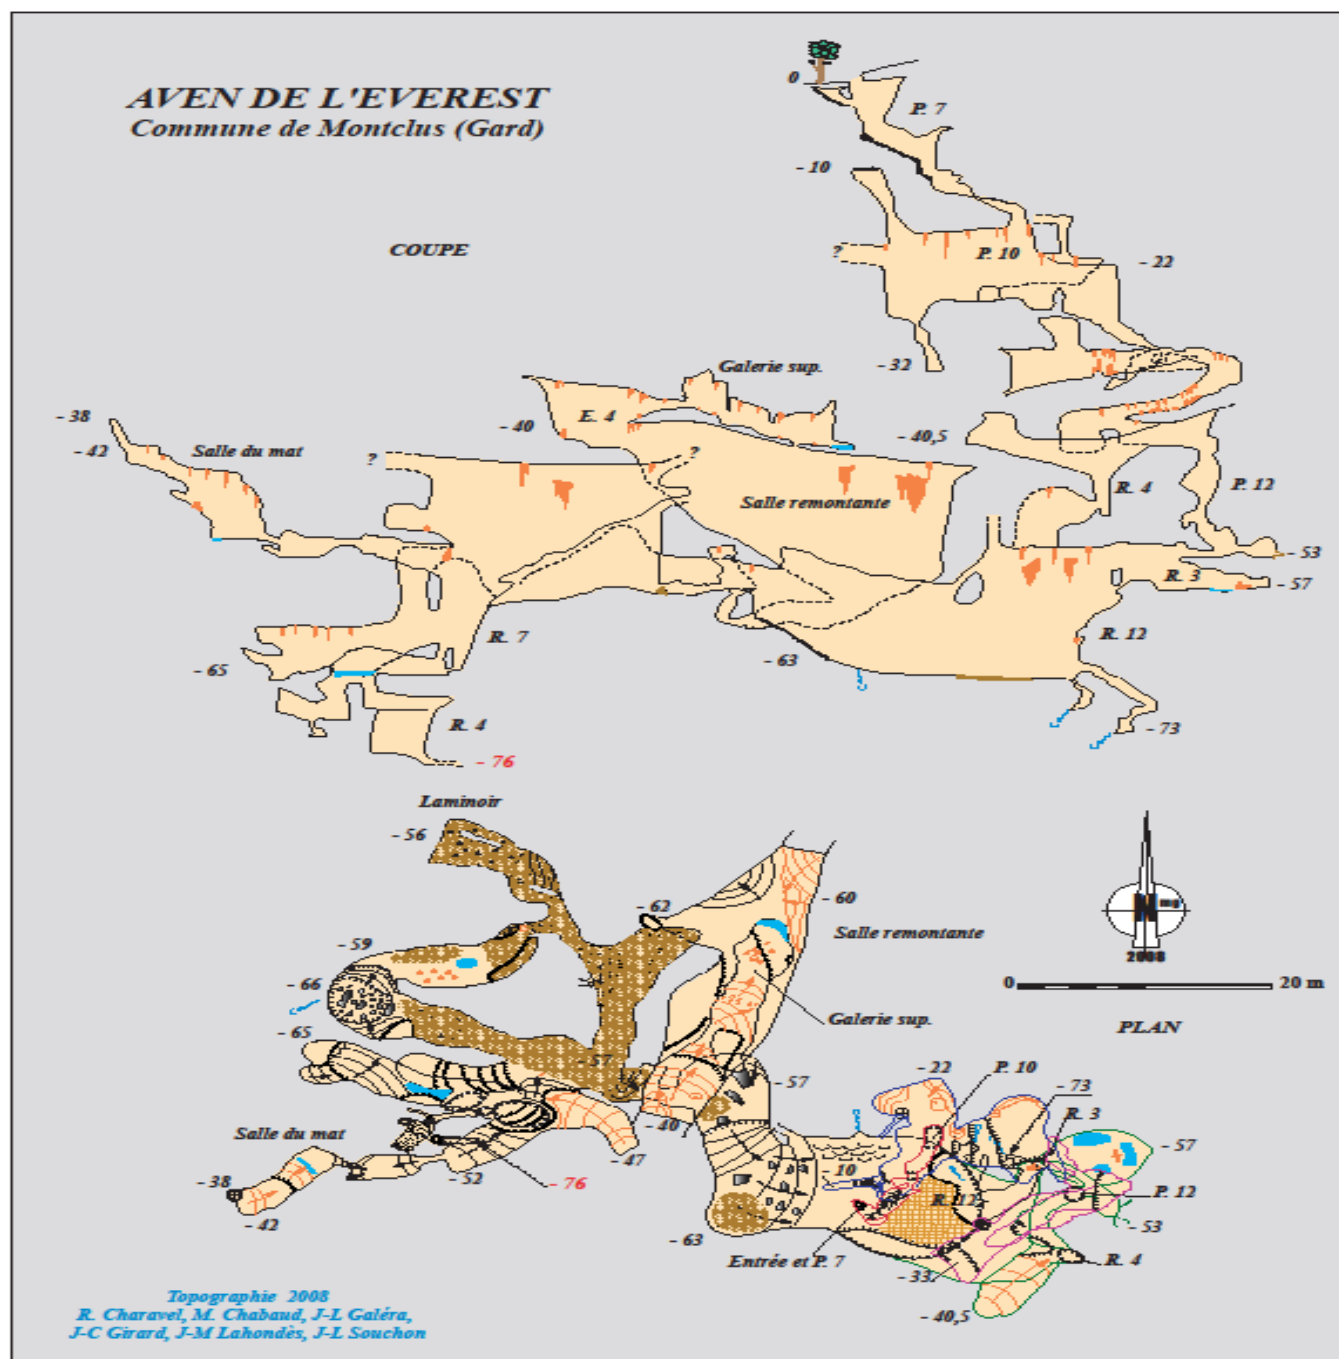 AVEN DE L'EVEREST
Commune de Montclus (Gard)
COUPE
0
P. 7
- 10
?
P. 10
- 22
- 32
Galerie sup.
- 38
- 42
Salle du mat
- 40
E. 4
- 40,5
?
?
Salle remontante
R. 4
P. 12
- 53
R. 3
- 57
R. 7
R. 12
- 63
- 65
R. 4
- 73
- 76
Laminoir
- 56
- 62
- 60
Salle remontante
- 59
- 66
- 65
N mg
2008
0
20 m
Galerie sup.
PLAN
- 57
- 57
- 22
P. 10
- 73
R. 3
- 57
Salle du mat
- 40
- 47
- 10
- 38
- 52
- 76
R. 12
P. 12
- 42
- 63
- 53
Entrée et P. 7
- 33
R. 4
- 40,5
Topographie 2008
R. Charavel, M. Chabaud, J-L Galéra,
J-C Girard, J-M Lahondès, J-L Souchon